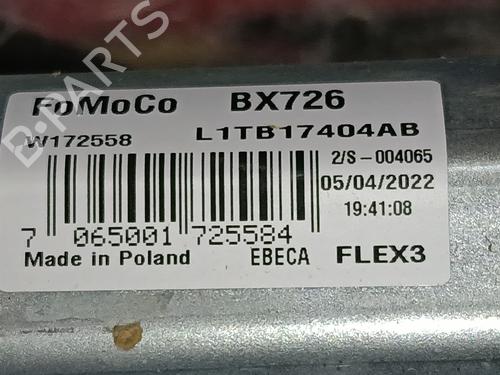 FoMoCo BX726
W172558 L1TB17404AB
2/S-004065
05/04/2022
19:41:08
7 065001 725584
Made in Poland EBECA FLEX3
B-PARTS